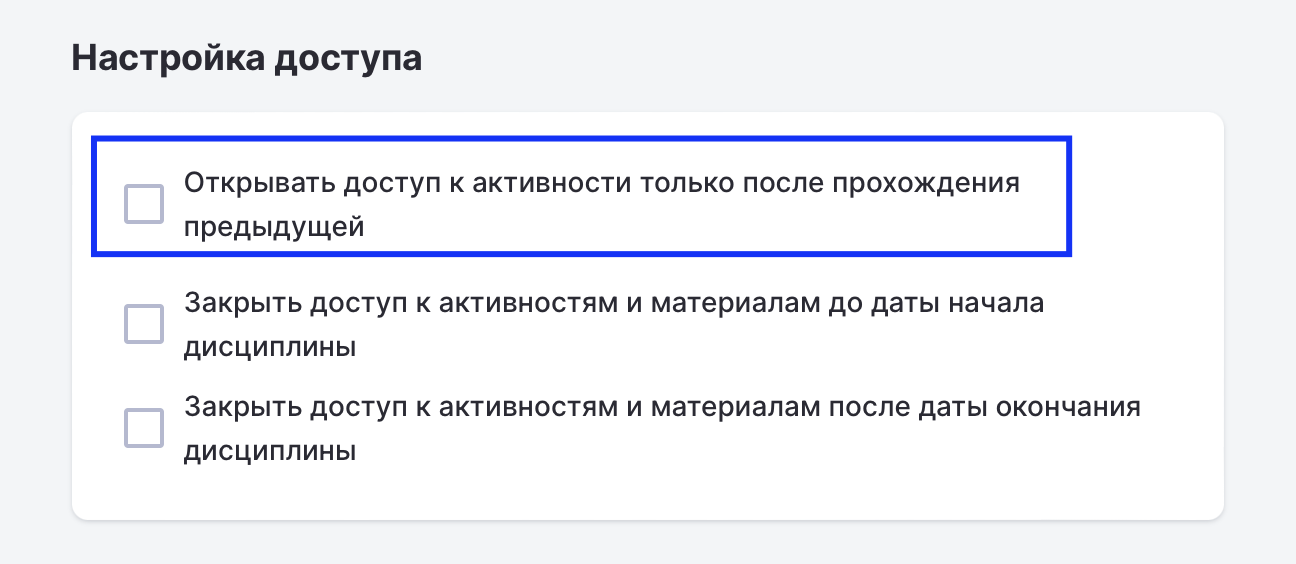 Настройка доступа
Открывать доступ к активности только после прохождения
предыдущей
Закрыть доступ к активностям и материалам до даты начала
дисциплины
Закрыть доступ к активностям и материалам после даты окончания
дисциплины